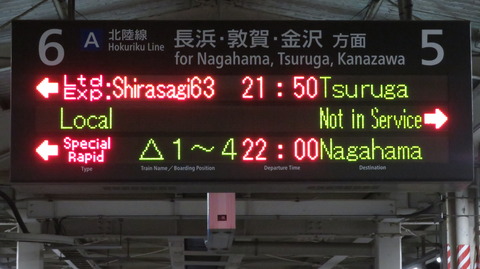 6 A 北陸線 長浜・敦賀・金沢 方面 5
Hokuriku Line for Nagahama, Tsuruga, Kanazawa
← Ltd Exp: Shirasagi63 21:50 Tsuruga
Local Not in Service →
← Special Rapid △1～4 22:00 Nagahama
Type Train Name／Boarding Position Departure Time Destination